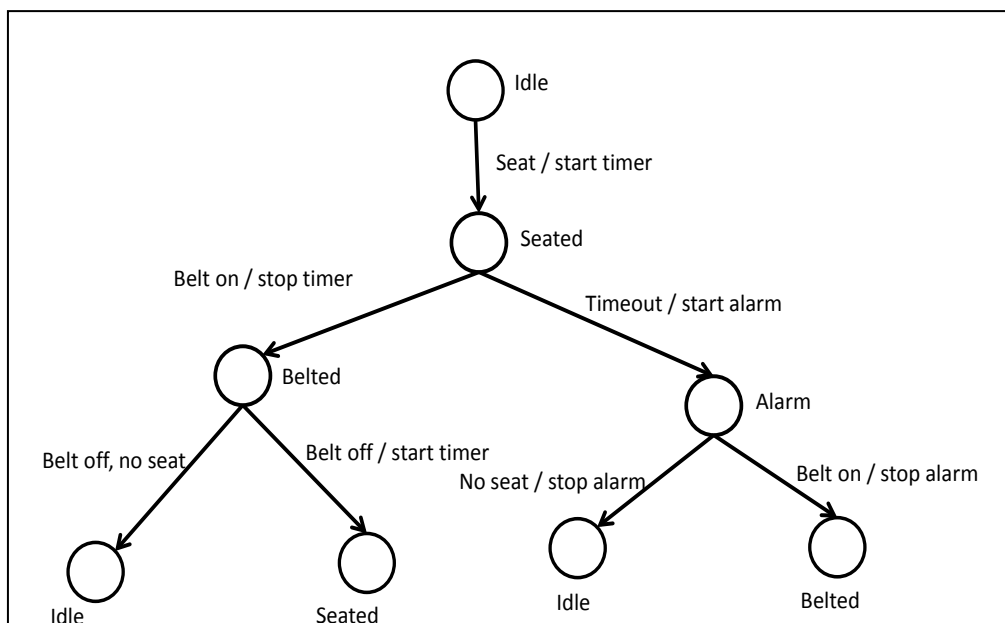 Idle
Seat / start timer
Seated
Belt on / stop timer
Timeout / start alarm
Belted
Alarm
Belt off, no seat
Belt off / start timer
No seat / stop alarm
Belt on / stop alarm
Idle
Seated
Idle
Belted